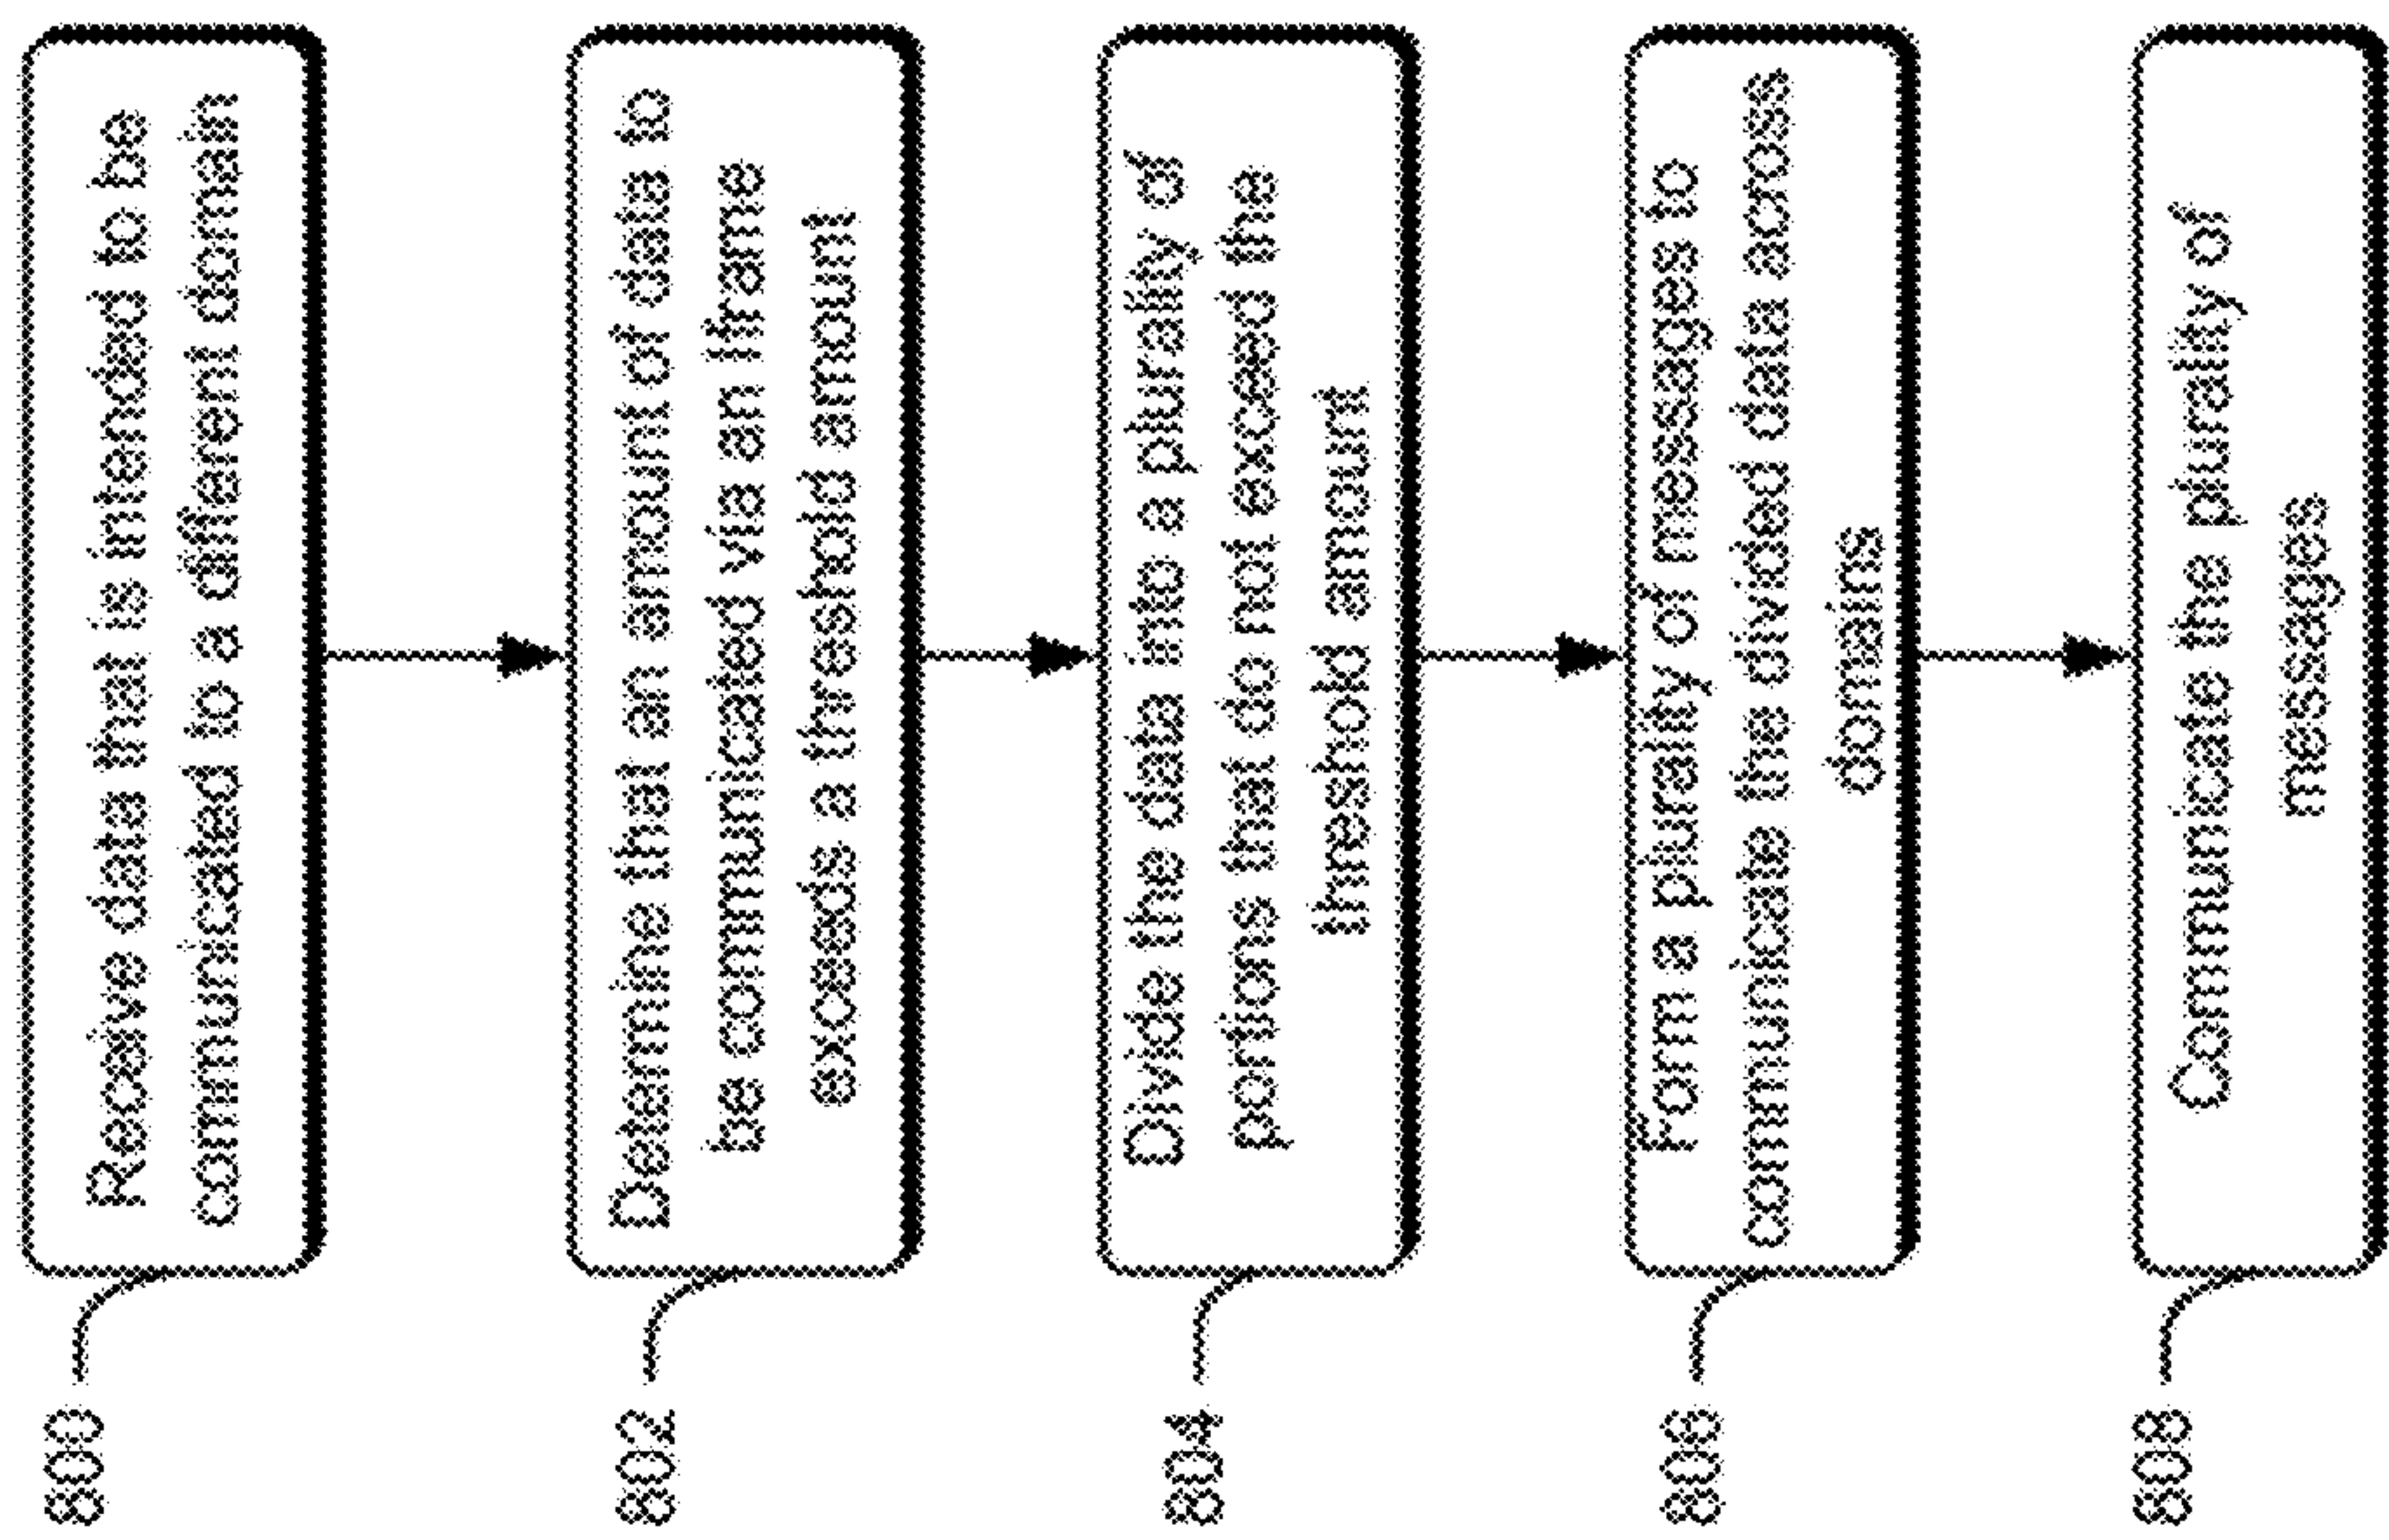 800
Receive data that is intended to be
communicated to a different domain
802
Determine that an amount of data to
be communicated via an Iframe
exceeds a threshold amount
804
Divide the data into a plurality of
portions that do not exceed the
threshold amount
806
Form a plurality of messages to
communicate the divided data across
domains
808
Communicate the plurality of
messages